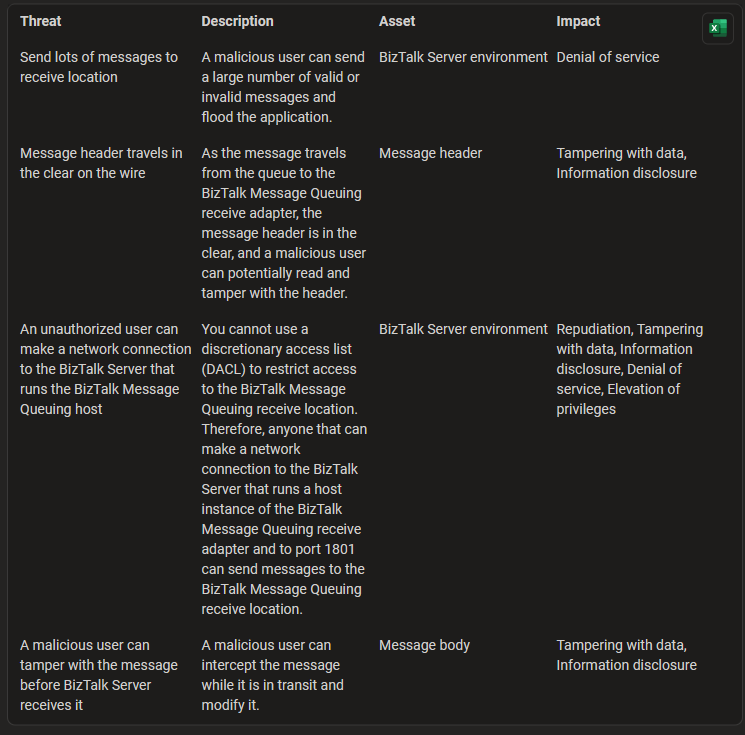 Threat Description Asset Impact
Send lots of messages to
receive location
A malicious user can send
a large number of valid or
invalid messages and
flood the application.
BizTalk Server environment
Denial of service
Message header travels in
the clear on the wire
As the message travels
from the queue to the
BizTalk Message Queuing
receive adapter, the
message header is in the
clear, and a malicious user
can potentially read and
tamper with the header.
Message header
Tampering with data,
Information disclosure
An unauthorized user can
make a network connection
to the BizTalk Server that
runs the BizTalk Message
Queuing host
You cannot use a
discretionary access list
(DACL) to restrict access
to the BizTalk Message
Queuing receive location.
Therefore, anyone that can
make a network
connection to the BizTalk
Server that runs a host
instance of the BizTalk
Message Queuing receive
adapter and to port 1801
can send messages to the
BizTalk Message Queuing
receive location.
BizTalk Server environment
Repudiation, Tampering
with data, Information
disclosure, Denial of
service, Elevation of
privileges
A malicious user can
tamper with the message
before BizTalk Server
receives it
A malicious user can
intercept the message
while it is in transit and
modify it.
Message body
Tampering with data,
Information disclosure